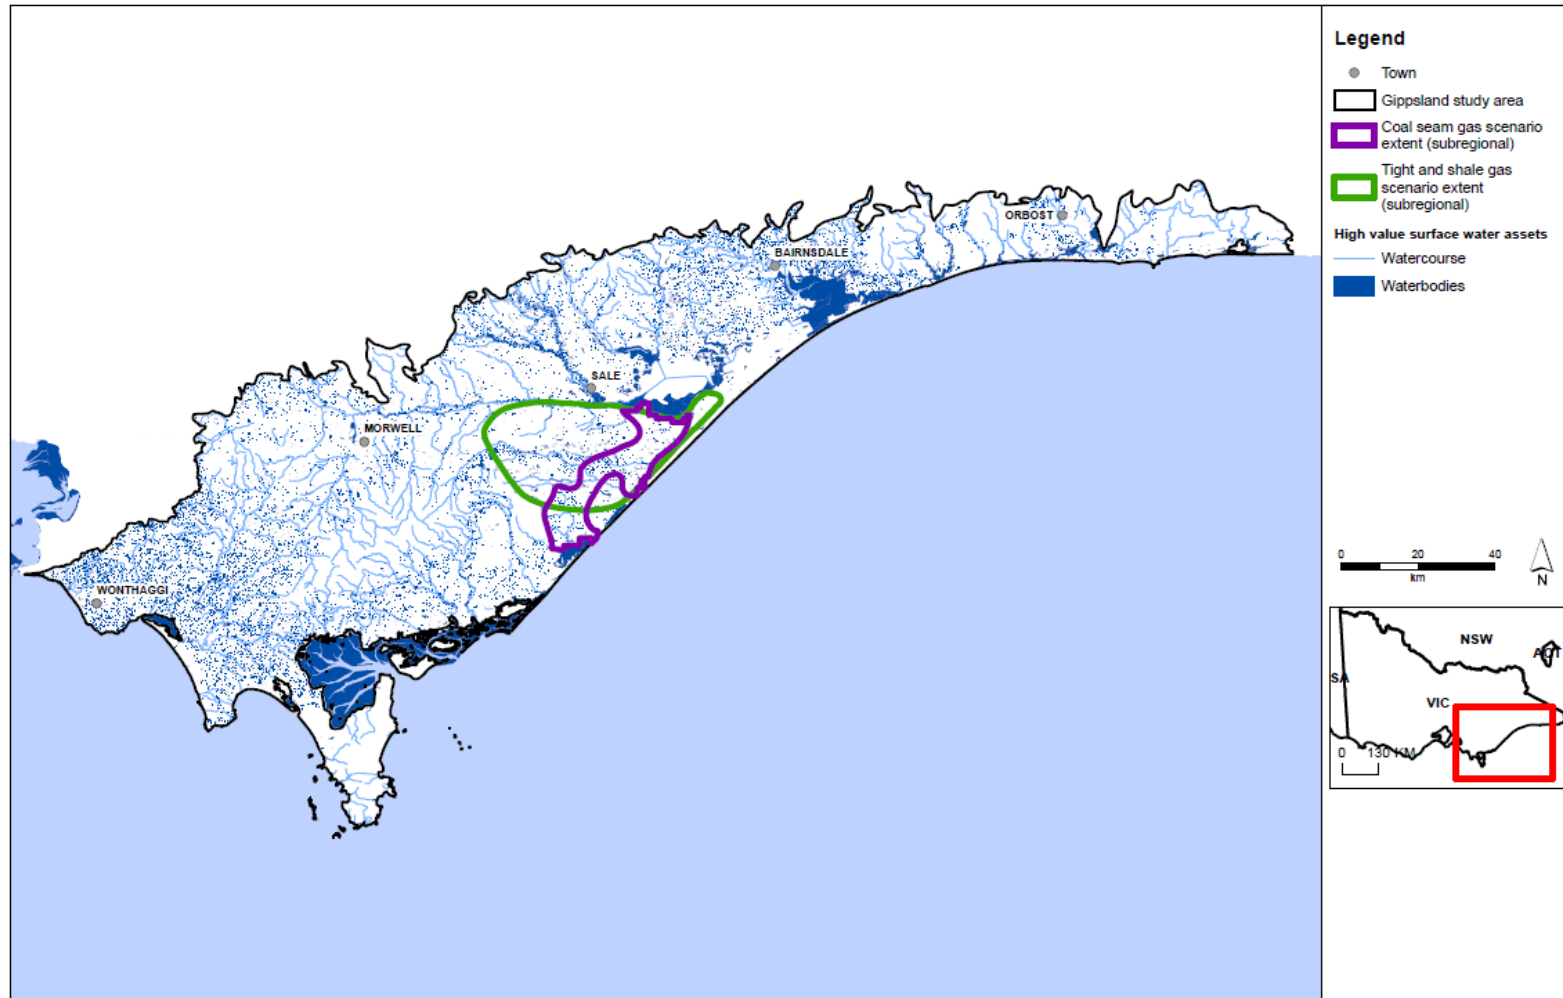 ORBOST
BAIRNSDALE
SALE
MORWELL
WONTHAGGI
Legend
Town
Gippsland study area
Coal seam gas scenario
extent (subregional)
Tight and shale gas
scenario extent
(subregional)
High value surface water assets
Watercourse
Waterbodies
0 20 40
km
N
NSW
ACT
SA
VIC
0 130 KM